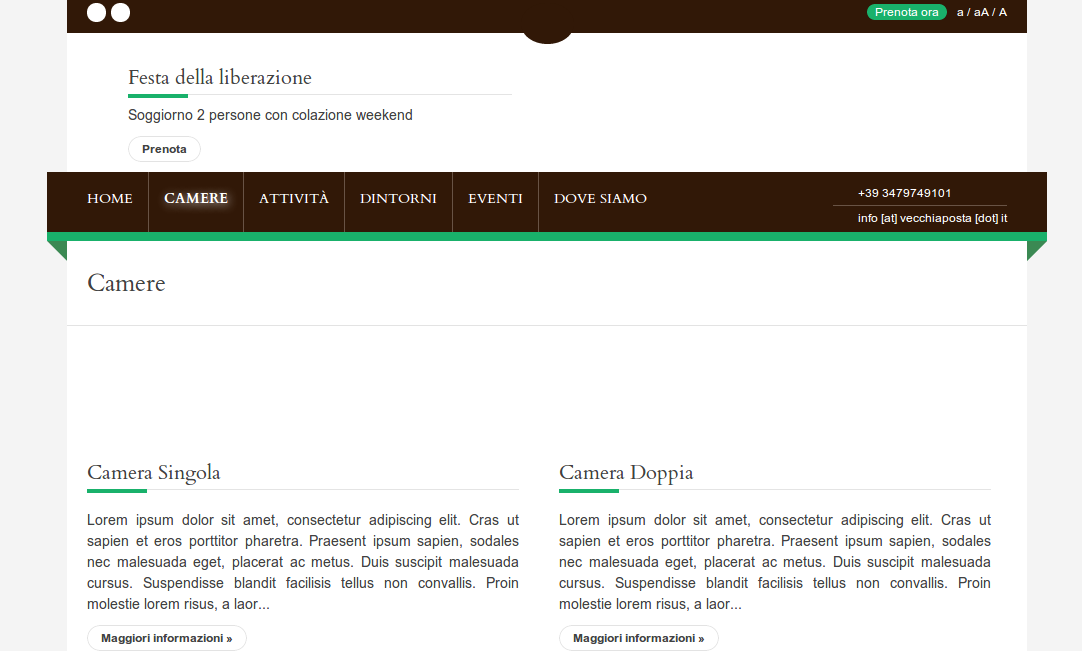 Prenota ora a / aA / A
Festa della liberazione
Soggiorno 2 persone con colazione weekend
Prenota
HOME CAMERE ATTIVITÀ DINTORNI EVENTI DOVE SIAMO
+39 3479749101
info [at] vecchiaposta [dot] it
Camere
Camera Singola
Lorem ipsum dolor sit amet, consectetur adipiscing elit. Cras ut
sapien et eros porttitor pharetra. Praesent ipsum sapien, sodales
nec malesuada eget, placerat ac metus. Duis suscipit malesuada
cursus. Suspendisse blandit facilisis tellus non convallis. Proin
molestie lorem risus, a laor...
Maggiori informazioni »
Camera Doppia
Lorem ipsum dolor sit amet, consectetur adipiscing elit. Cras ut
sapien et eros porttitor pharetra. Praesent ipsum sapien, sodales
nec malesuada eget, placerat ac metus. Duis suscipit malesuada
cursus. Suspendisse blandit facilisis tellus non convallis. Proin
molestie lorem risus, a laor...
Maggiori informazioni »